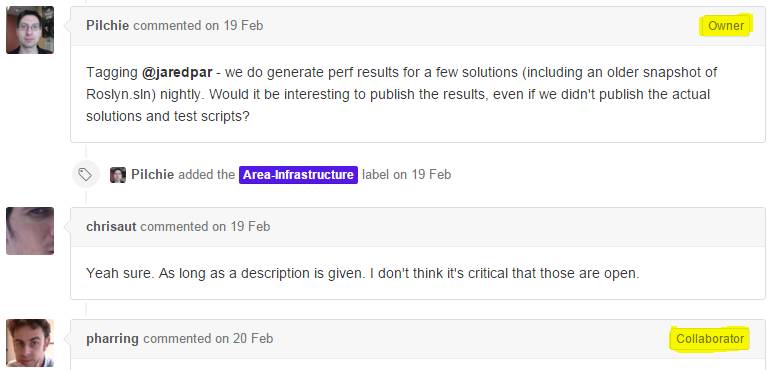 Pilchie commented on 19 Feb Owner
Tagging @jaredpar - we do generate perf results for a few solutions (including an older snapshot of
Roslyn.sln) nightly. Would it be interesting to publish the results, even if we didn't publish the actual
solutions and test scripts?
Pilchie added the Area-Infrastructure label on 19 Feb
chrisaut commented on 19 Feb
Yeah sure. As long as a description is given. I don't think it's critical that those are open.
pharring commented on 20 Feb Collaborator